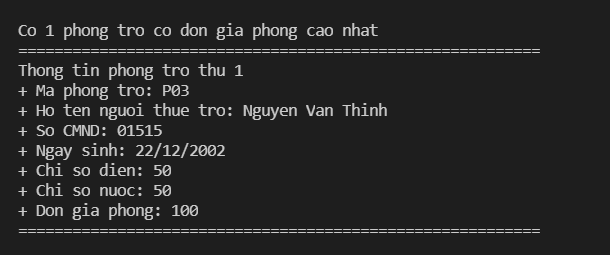 Co 1 phong tro co don gia phong cao nhat
==========================================================
Thong tin phong tro thu 1
+ Ma phong tro: P03
+ Ho ten nguoi thue tro: Nguyen Van Thinh
+ So CMND: 01515
+ Ngay sinh: 22/12/2002
+ Chi so dien: 50
+ Chi so nuoc: 50
+ Don gia phong: 100
==========================================================